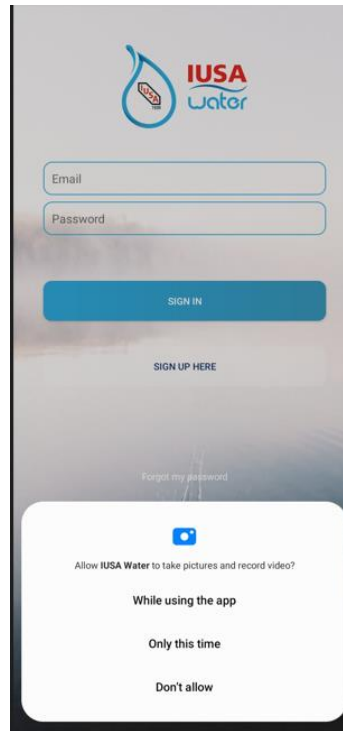 IUSA
water
IUSA
Email
Password
SIGN IN
SIGN UP HERE
Forgot my password
Allow IUSA Water to take pictures and record video?
While using the app
Only this time
Don't allow